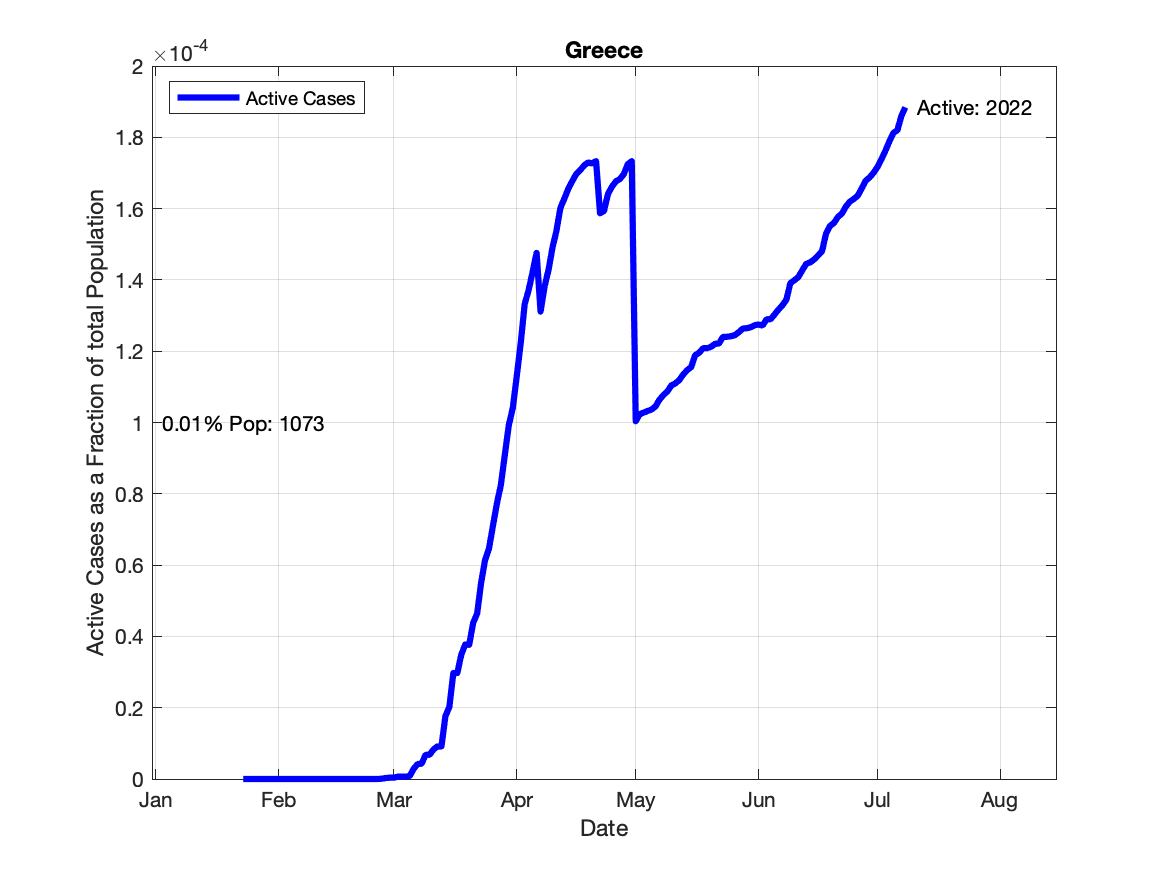 Greece
×10-4
2
1.8
1.6
1.4
1.2
1
0.8
0.6
0.4
0.2
0
Active Cases as a Fraction of total Population
Active Cases
Active: 2022
0.01% Pop: 1073
Jan Feb Mar Apr May Jun Jul Aug
Date